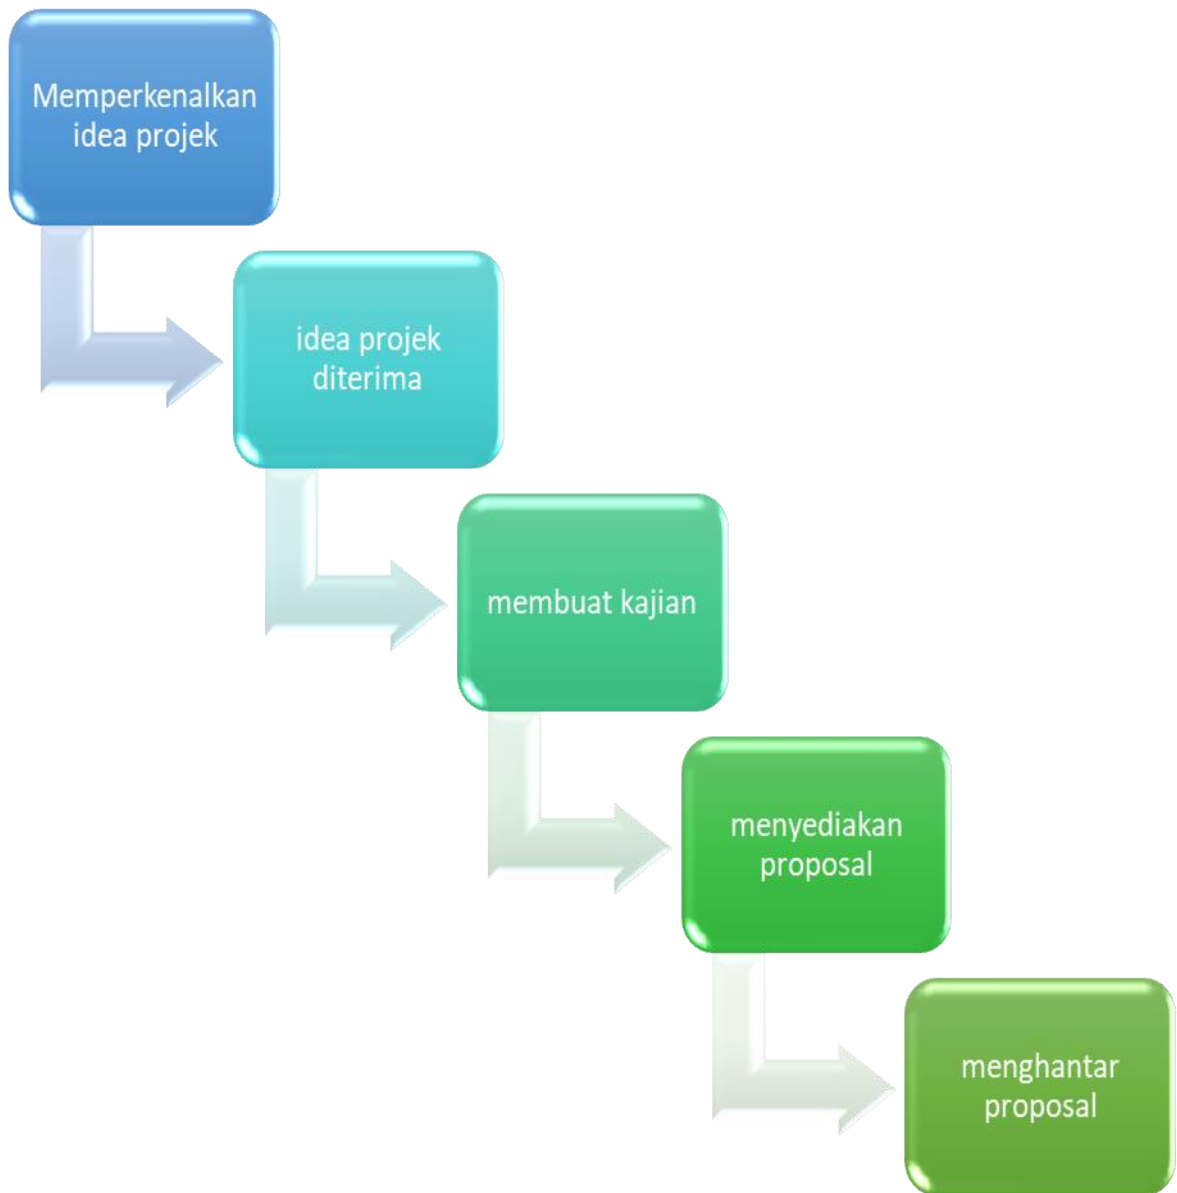 Memperkenalkan
idea projek
idea projek
diterima
membuat kajian
menyediakan
proposal
menghantar
proposal